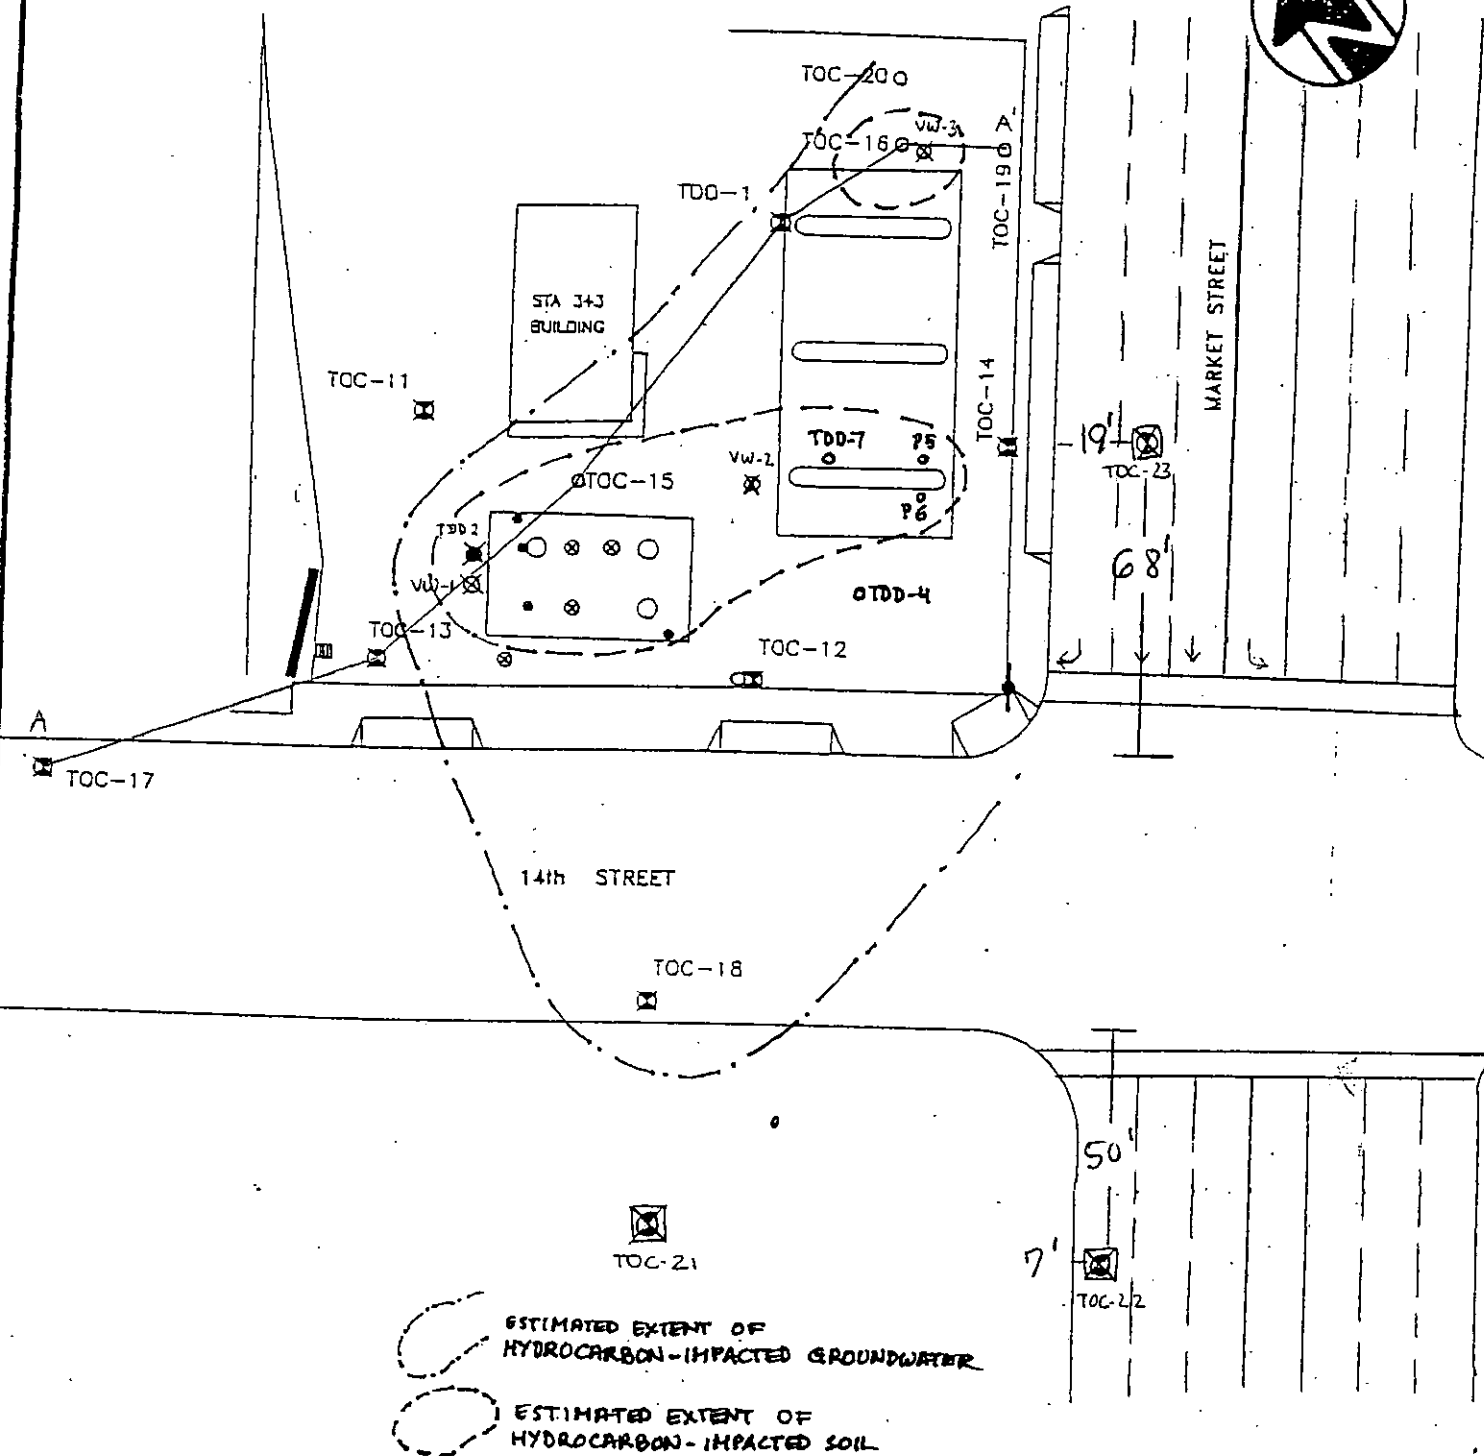 TOC-20
TOC-16
VW-3
A'
TOC-19
TDD-1
STA 3+3
BUILDING
MARKET STREET
TOC-11
TOC-14
TDD-7
P5
19'
TOC-23
VW-2
TOC-15
P6
TDD2
68'
VW-1
TDD-4
TOC-13
TOC-12
A
TOC-17
14th STREET
TOC-18
50'
TOC-21
7'
TOC-22
ESTIMATED EXTENT OF
HYDROCARBON-IMPACTED GROUNDWATER
ESTIMATED EXTENT OF
HYDROCARBON-IMPACTED SOIL